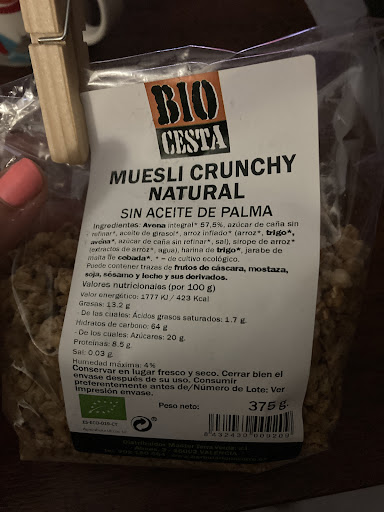 BIO
CESTA
MUESLI CRUNCHY
NATURAL
SIN ACEITE DE PALMA
Ingredientes: Avena integral* 57,5%, azúcar de caña sin
refinar*, aceite de girasol*, arroz inflado* (arroz*, trigo*,
avena*, azúcar de caña sin refinar*, sal), sirope de arroz*
(extractos de arroz*, agua), harina de trigo*, jarabe de
malta de cebada*. * = de cultivo ecológico.
Puede contener trazas de frutos de cáscara, mostaza,
soja, sésamo y leche y sus derivados.
Valores nutricionales (por 100 g)
Valor energético: 1777 KJ / 423 Kcal
Grasas: 13.2 g
- De los cuales: Ácidos grasos saturados: 1.7 g.
Hidratos de carbono: 64 g
- De los cuales: Azúcares: 20 g.
Proteínas: 8.5 g
Sal: 0.03 g.
Humedad máxima: 4%
Conservar en lugar fresco y seco. Cerrar bien el
envase después de su uso. Consumir
preferentemente antes de/Número de Lote: Ver
impresión envase.
Peso neto: 375 g.
ES-ECO-020-CV